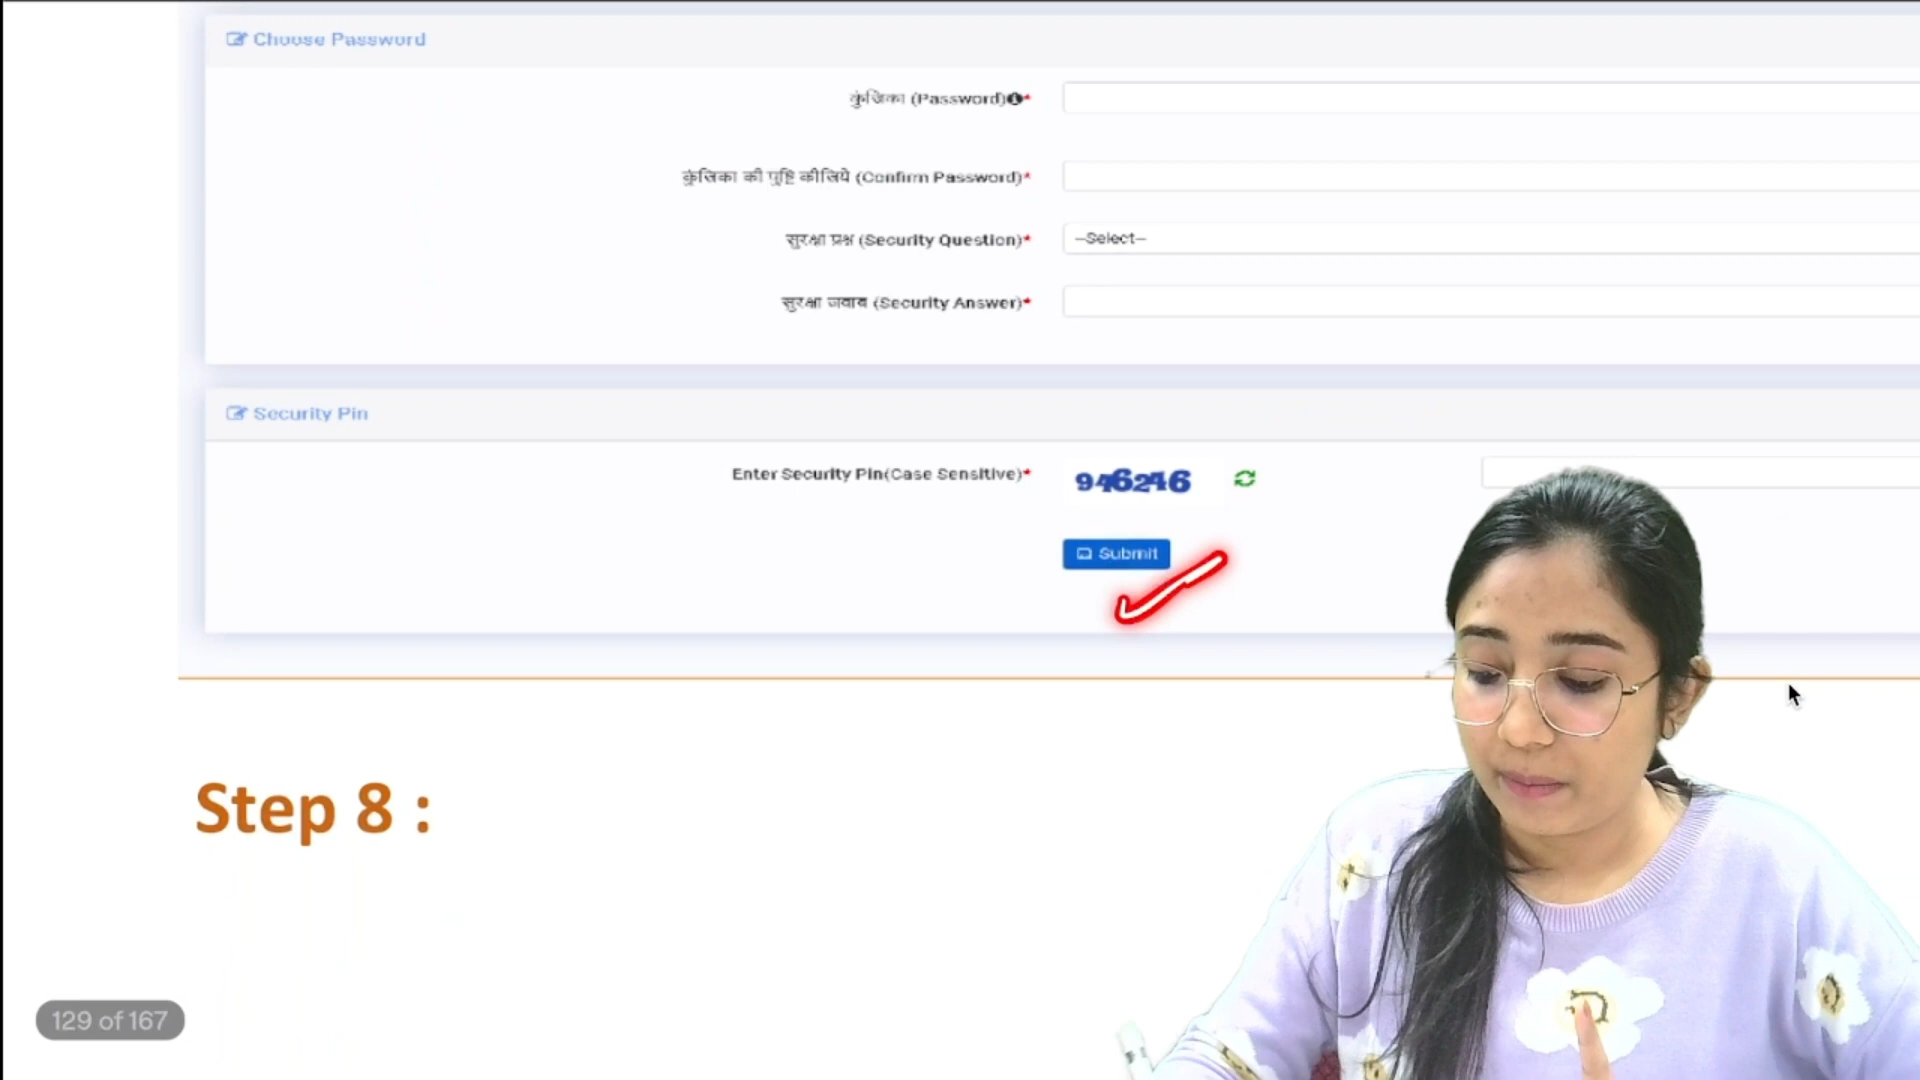 Choose Password
कुंजिका (Password)*
कुंजिका की पुष्टि कीजिये (Confirm Password)*
सुरक्षा प्रश्न (Security Question)*
--Select--
सुरक्षा जवाब (Security Answer)*
Security Pin
Enter Security Pin(Case Sensitive)*
946246
Submit
Step 8 :
129 of 167